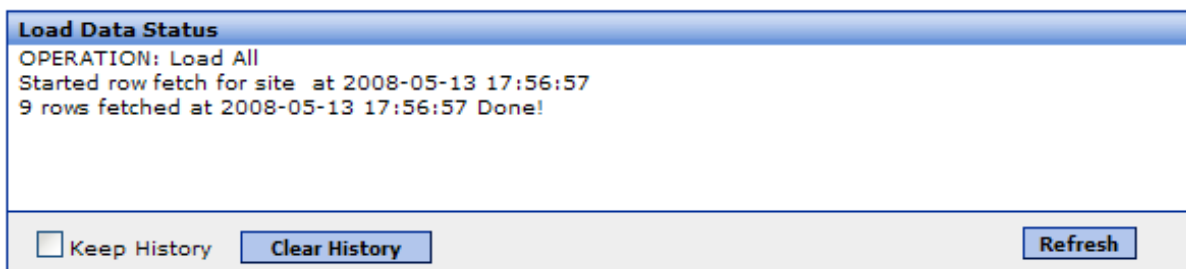 Load Data Status
OPERATION: Load All
Started row fetch for site  at 2008-05-13 17:56:57
9 rows fetched at 2008-05-13 17:56:57 Done!
Keep History Clear History Refresh